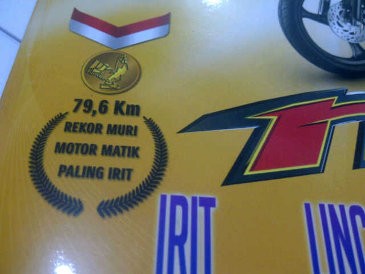 79,6 Km
REKOR MURI
MOTOR MATIK
PALING IRIT
IRIT